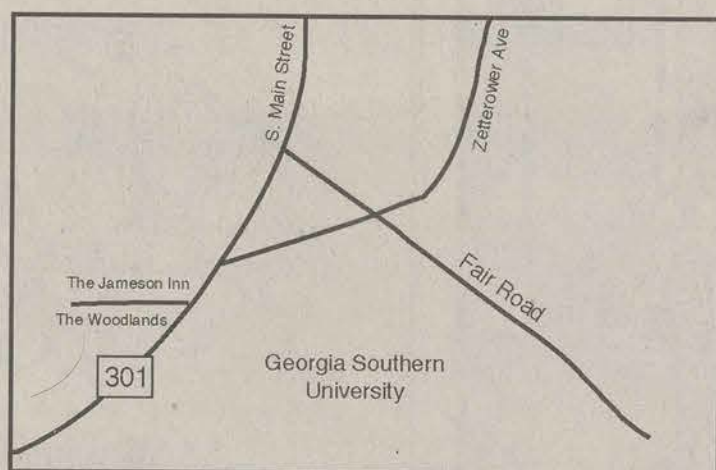 S. Main Street
Zetterower Ave
Fair Road
The Jameson Inn
The Woodlands
301
Georgia Southern
University